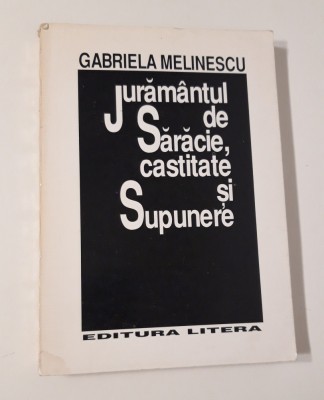 GABRIELA MELINESCU
Jurământul
de
Sărăcie,
castitate
și
Supunere
EDITURA LITERA